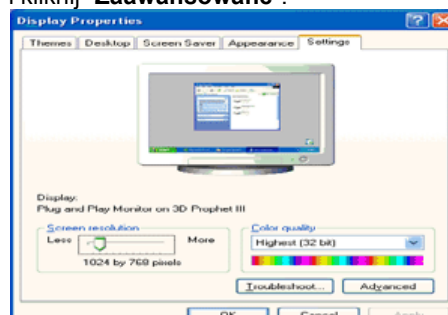 i kliknij "Zaawansowane".
Display Properties
Themes Desktop Screen Saver Appearance Settings
Display:
Plug and Play Monitor on 3D Prophet III
Screen resolution
Less More
1024 by 768 pixels
Color quality
Highest (32 bit)
Troubleshoot... Advanced
OK Cancel Apply